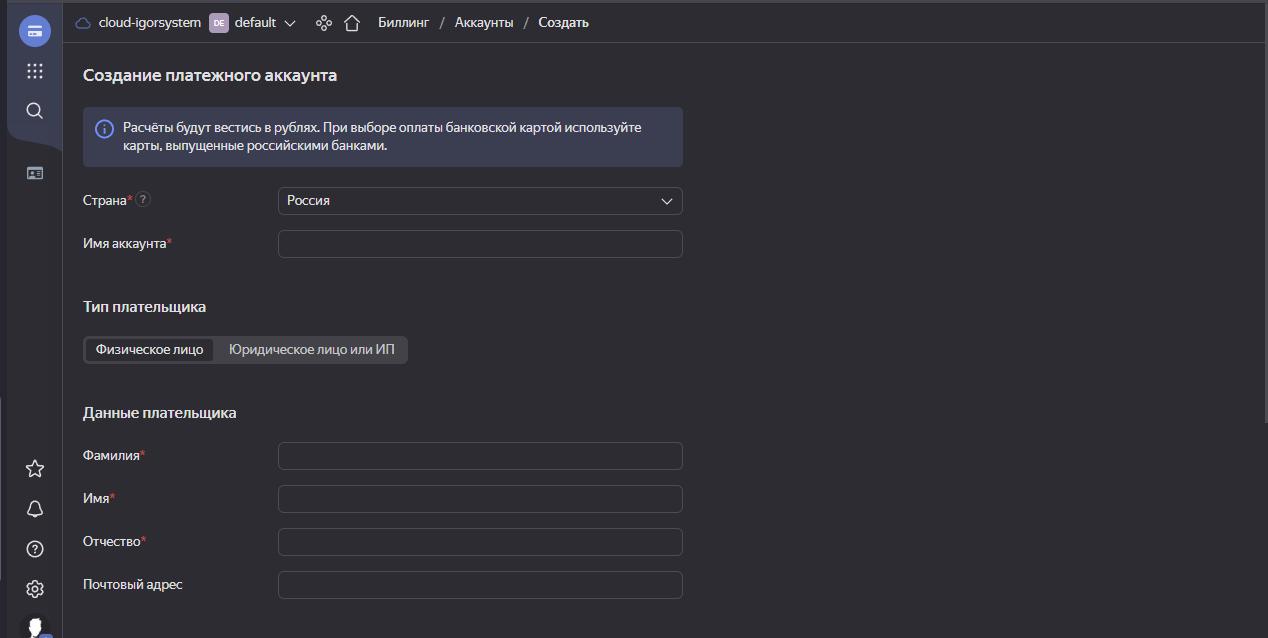 cloud-igorsystem DE default Биллинг / Аккаунты / Создать
Создание платежного аккаунта
Расчёты будут вестись в рублях. При выборе оплаты банковской картой используйте
карты, выпущенные российскими банками.
Страна* ? Россия
Имя аккаунта*
Тип плательщика
Физическое лицо Юридическое лицо или ИП
Данные плательщика
Фамилия*
Имя*
Отчество*
Почтовый адрес